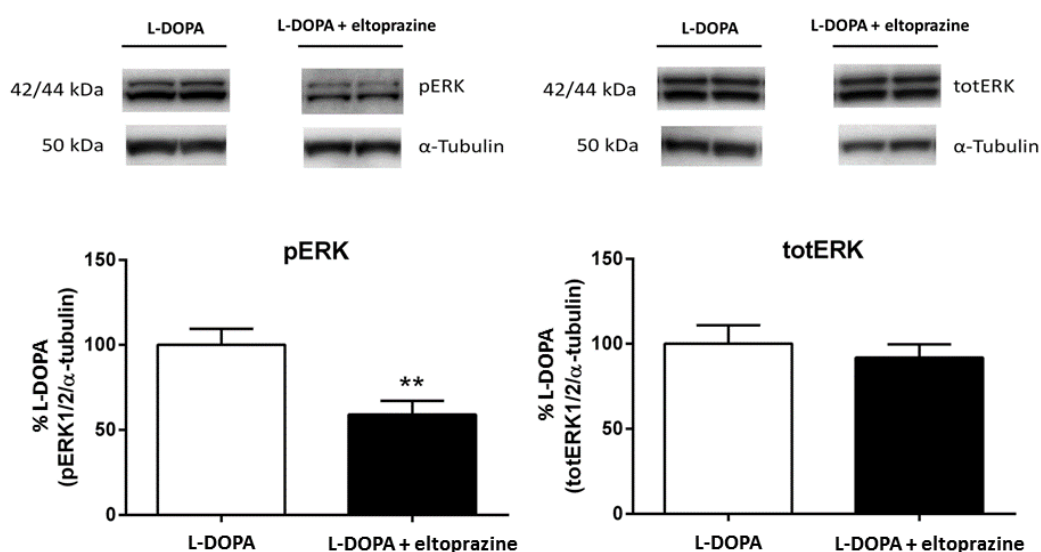 L-DOPA
L-DOPA + eltoprazine
42/44 kDa
pERK
50 kDa
α-Tubulin
L-DOPA
L-DOPA + eltoprazine
42/44 kDa
totERK
50 kDa
α-Tubulin
pERK
% L-DOPA
(pERK1/2/α-tubulin)
150
100
50
0
**
L-DOPA
L-DOPA + eltoprazine
totERK
% L-DOPA
(totERK1/2/α-tubulin)
150
100
50
0
L-DOPA
L-DOPA + eltoprazine